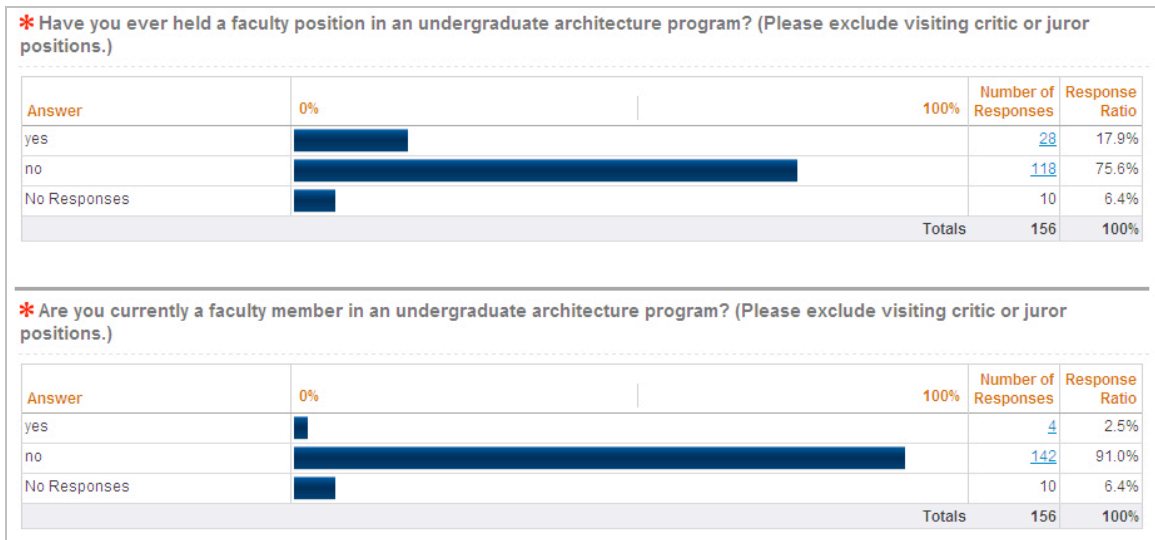 * Have you ever held a faculty position in an undergraduate architecture program? (Please exclude visiting critic or juror
positions.)
Answer 0% 100% Number of Responses Response Ratio
yes 28 17.9%
no 118 75.6%
No Responses 10 6.4%
Totals 156 100%
* Are you currently a faculty member in an undergraduate architecture program? (Please exclude visiting critic or juror
positions.)
Answer 0% 100% Number of Responses Response Ratio
yes 4 2.5%
no 142 91.0%
No Responses 10 6.4%
Totals 156 100%